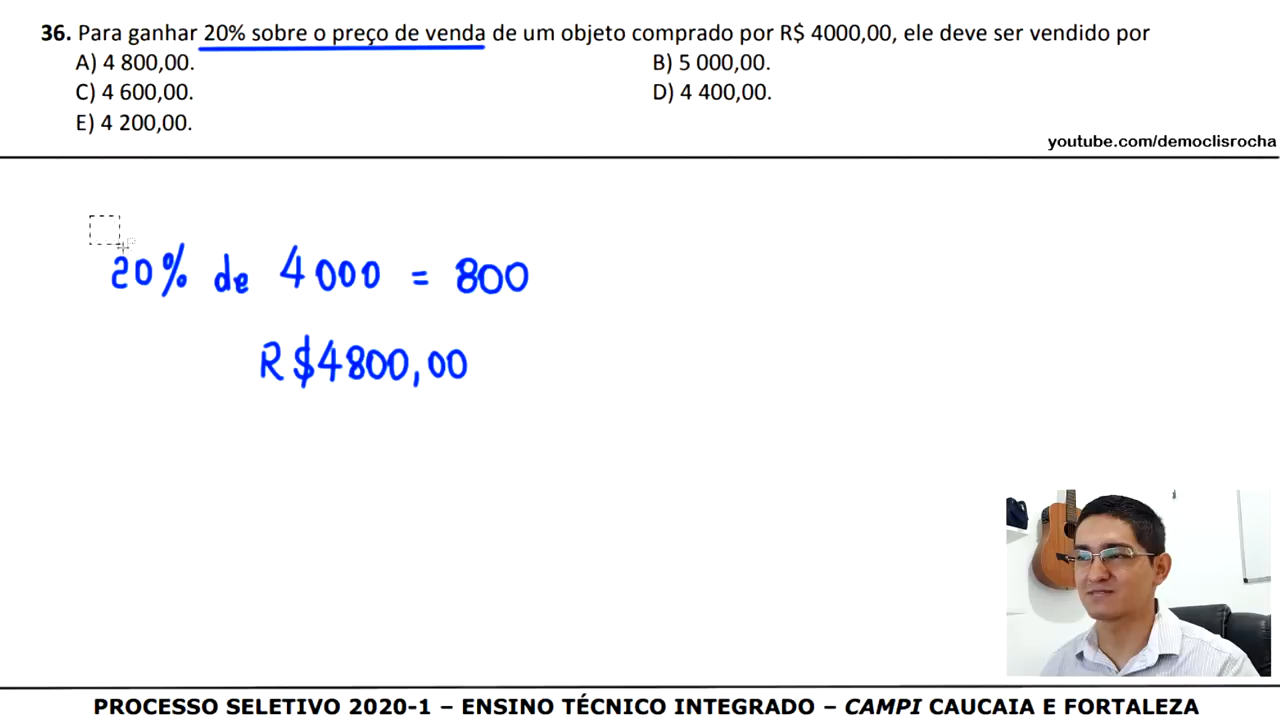 36. Para ganhar 20% sobre o preço de venda de um objeto comprado por R$ 4000,00, ele deve ser vendido por
A) 4 800,00. B) 5 000,00.
C) 4 600,00. D) 4 400,00.
E) 4 200,00.
youtube.com/democlisrocha
20% de 4000 = 800
R$4800,00
PROCESSO SELETIVO 2020-1 – ENSINO TÉCNICO INTEGRADO – CAMPI CAUCAIA E FORTALEZA